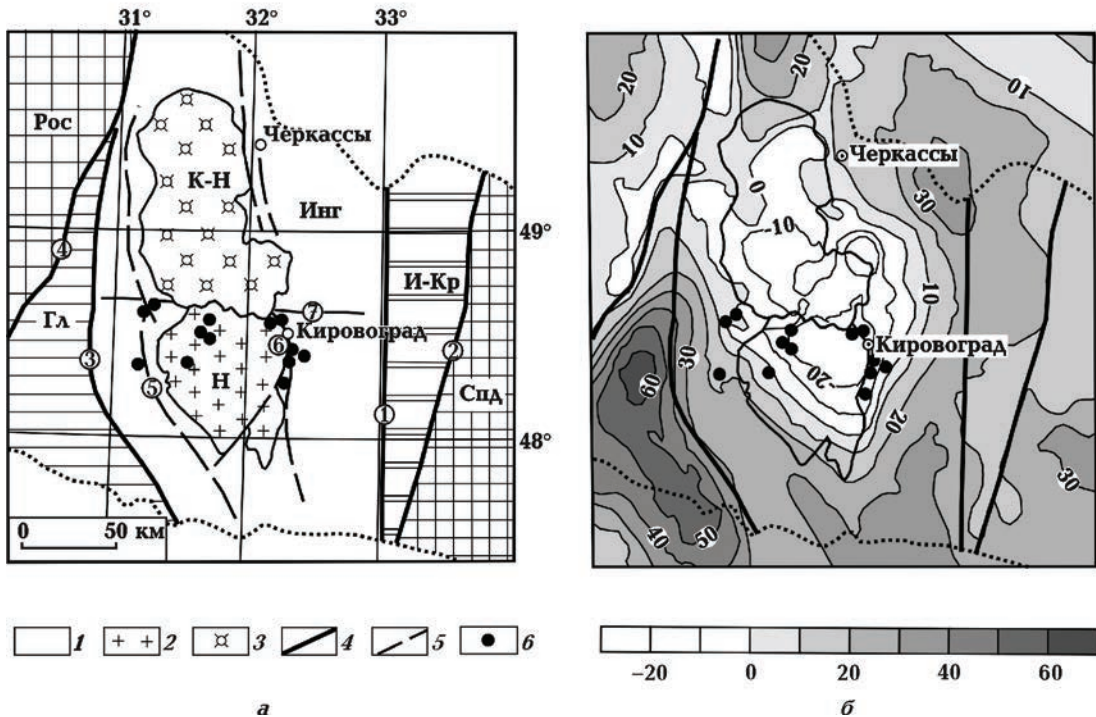 31° 32° 33°
Рос
Черкассы
К-Н
Инг
49°
4
И-Кр
Гл
7
Кировоград
6
3
2
5
Н
Спд
1
48°
0 50 км
20
20
10
10
Черкассы
0
30
-10
10
Кировоград
30
60
-20
20
30
40
50
1 2 3 4 5 6
–20 0 20 40 60
а б